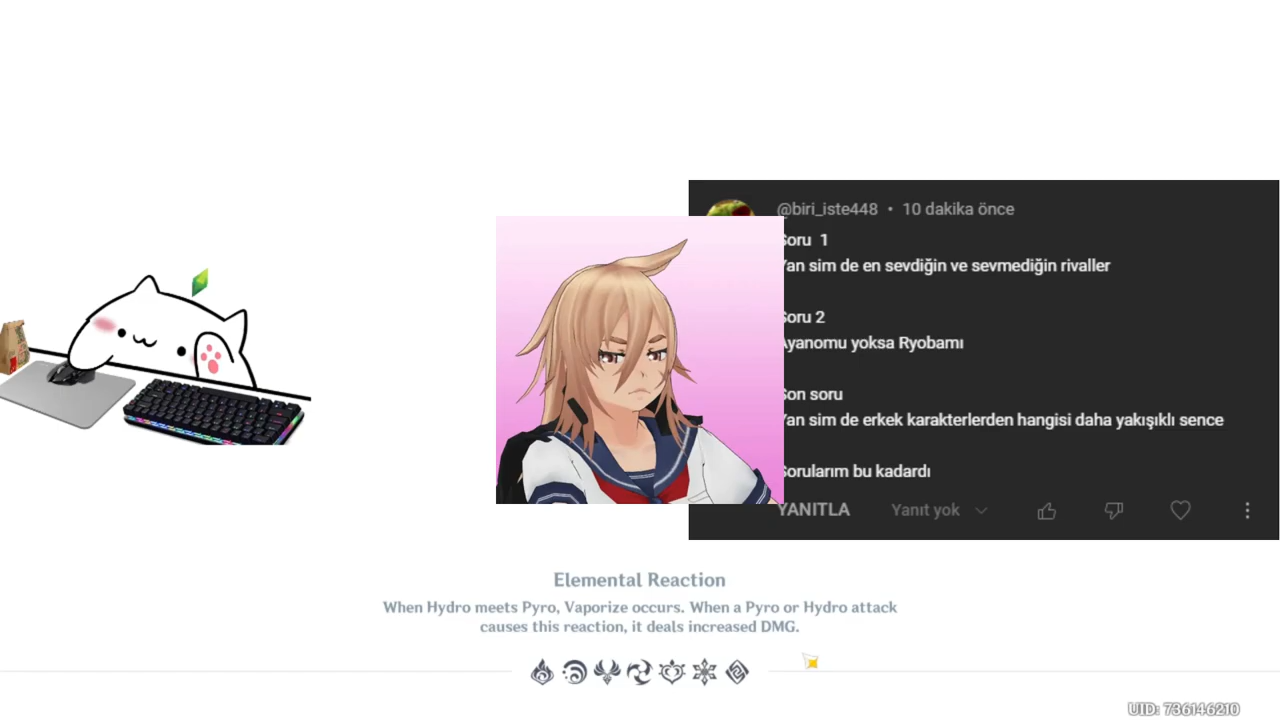 @biri_iste448 • 10 dakika önce
Soru 1
Yan sim de en sevdiğin ve sevmediğin rivaller
Soru 2
Ayanomu yoksa Ryobamı
Son soru
Yan sim de erkek karakterlerden hangisi daha yakışıklı sence
Sorularım bu kadardı
YANITLA Yanıt yok
Elemental Reaction
When Hydro meets Pyro, Vaporize occurs. When a Pyro or Hydro attack
causes this reaction, it deals increased DMG.
UID: 736146210